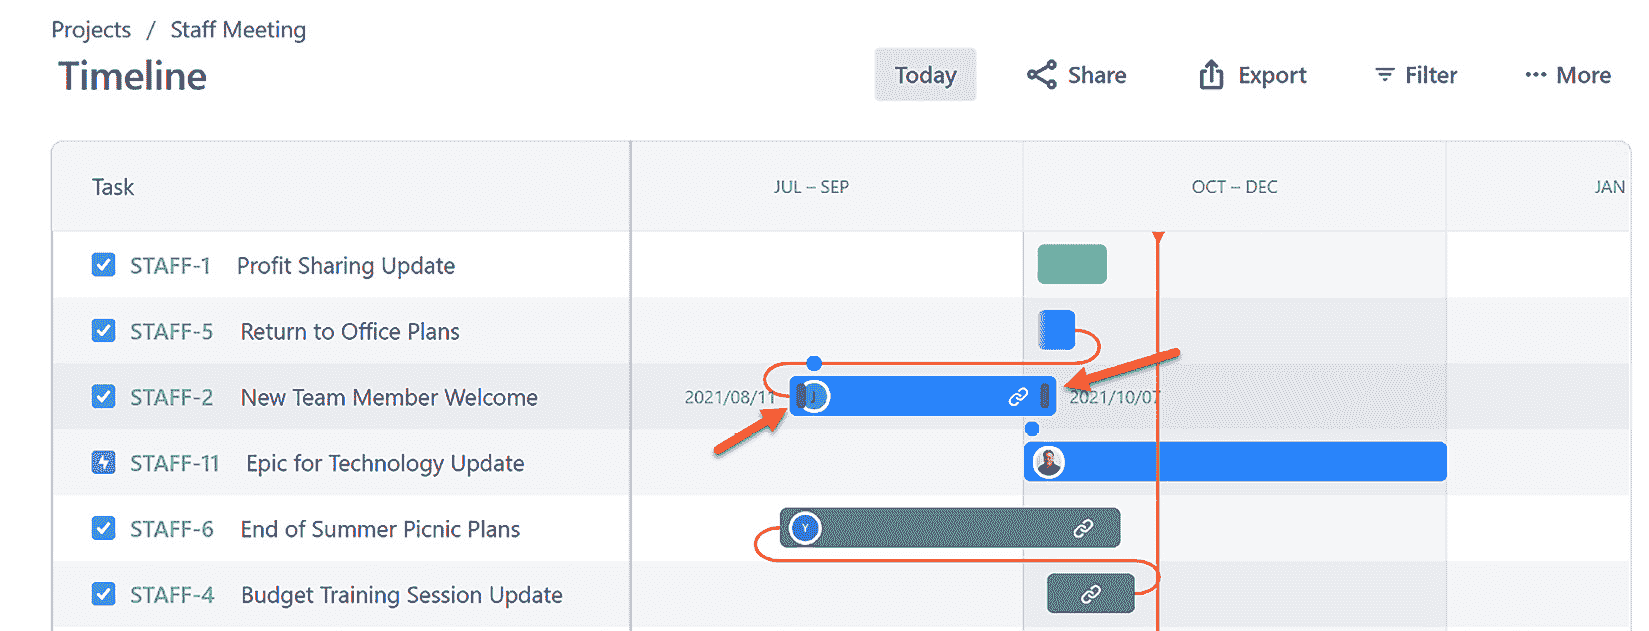 Projects / Staff Meeting
Timeline
Today Share Export Filter ••• More
Task JUL – SEP OCT – DEC JAN
STAFF-1 Profit Sharing Update
STAFF-5 Return to Office Plans
STAFF-2 New Team Member Welcome 2021/08/11 J 2021/10/07
STAFF-11 Epic for Technology Update
STAFF-6 End of Summer Picnic Plans Y
STAFF-4 Budget Training Session Update